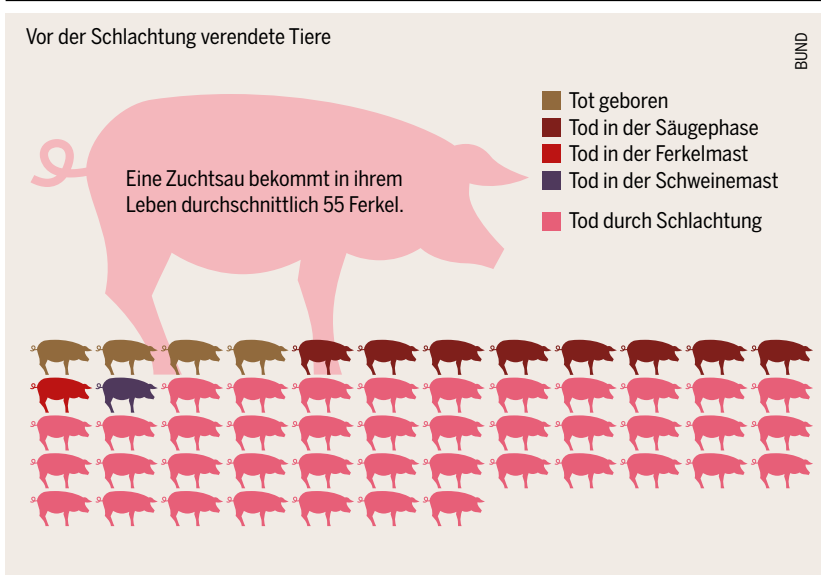 Vor der Schlachtung verendete Tiere
BUND
Tot geboren
Tod in der Säugephase
Tod in der Ferkelmast
Tod in der Schweinemast
Tod durch Schlachtung
Eine Zuchtsau bekommt in ihrem
Leben durchschnittlich 55 Ferkel.